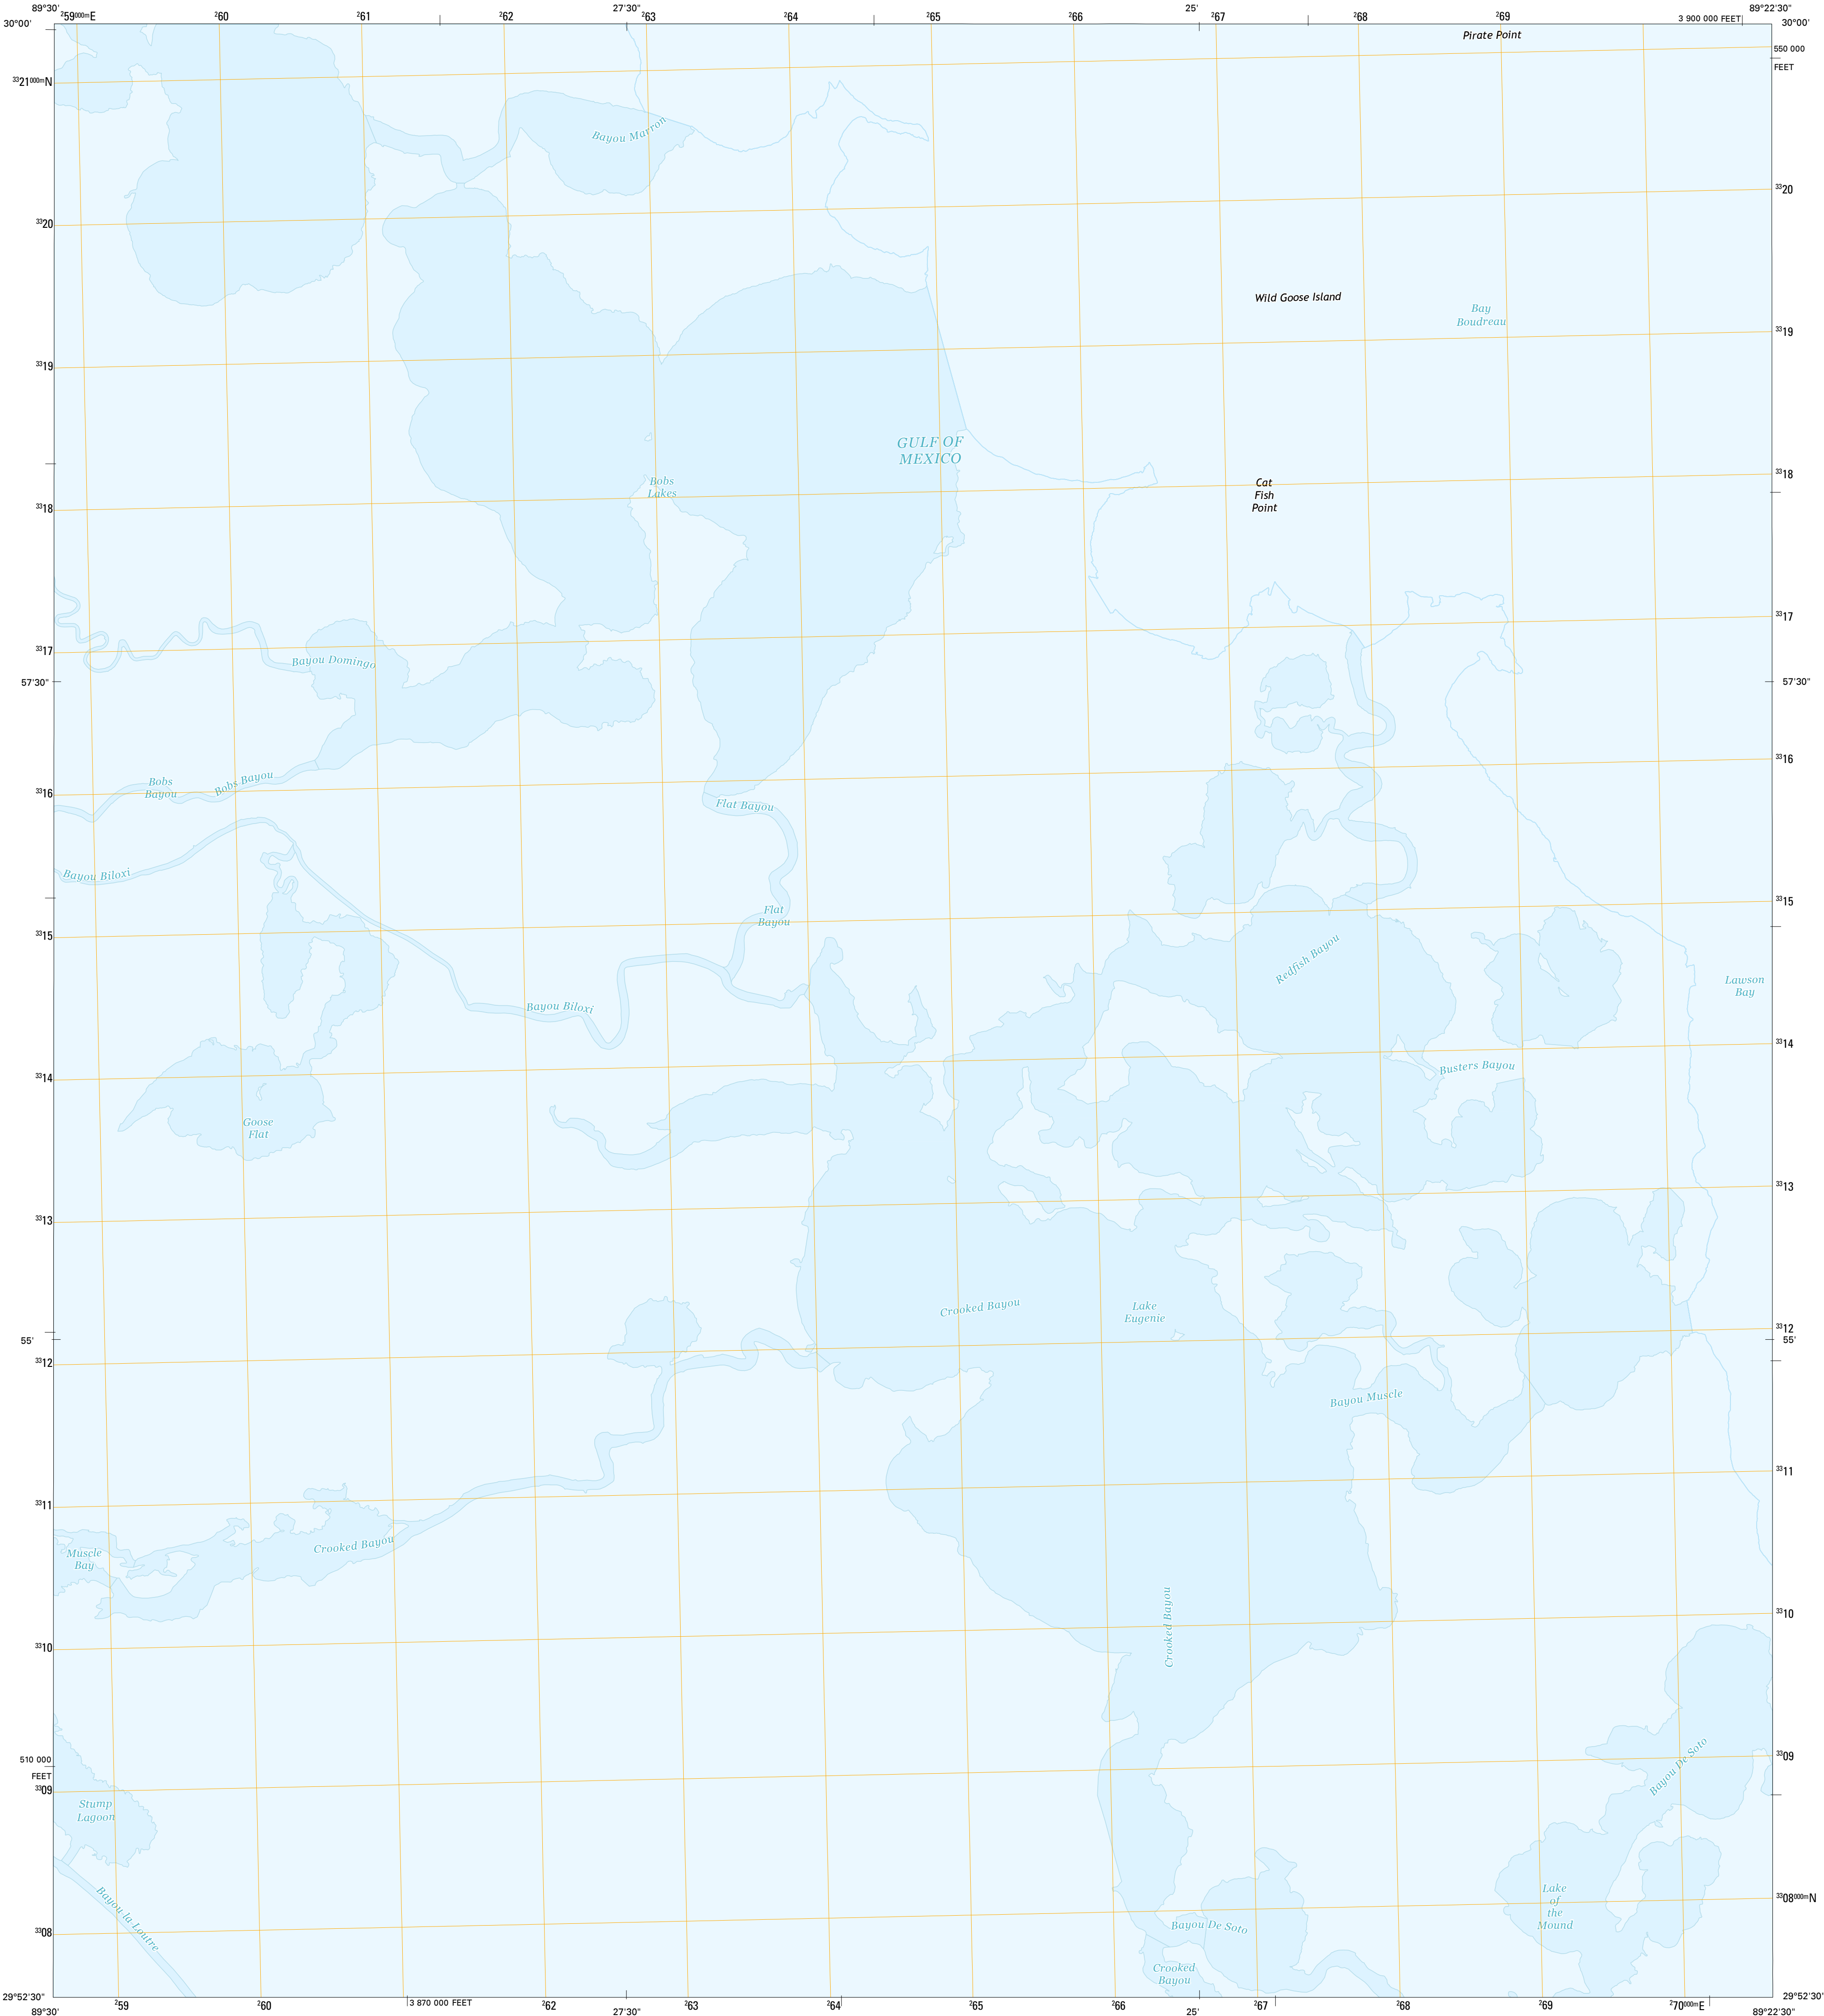 89°30'
²59000mE
²60
²61
²62
27'30"
²63
²64
²65
²66
25'
²67
²68
²69
3 900 000 FEET
89°22'30"
30°00'
30°00'
Pirate Point
550 000
FEET
³³21000mN
Bayou Marron
³³20
³³20
Wild Goose Island
Bay
Boudreau
³³19
³³19
GULF OF
MEXICO
Bobs
Lakes
Cat
Fish
Point
³³18
³³18
³³17
³³17
Bayou Domingo
57'30"
57'30"
Bobs
Bayou
Bobs Bayou
³³16
³³16
Flat Bayou
Bayou Biloxi
Flat
Bayou
³³15
³³15
Redfish Bayou
Lawson
Bay
Bayou Biloxi
³³14
³³14
Busters Bayou
Goose
Flat
³³13
³³13
Crooked Bayou
Lake
Eugenie
55'
55'
³³12
³³12
Bayou Muscle
³³11
³³11
Crooked Bayou
Muscle
Bay
Crooked Bayou
³³10
³³10
510 000
FEET
³³09
³³09
Bayou De Soto
Stump
Lagoon
Bayou la Loutre
Lake
of
the
Mound
³³08000mN
³³08
Bayou De Soto
Crooked
Bayou
29°52'30"
29°52'30"
89°30'
²59
²60
3 870 000 FEET
²62
27'30"
²63
²64
²65
²66
25'
²67
²68
²69
²70000mE
89°22'30"